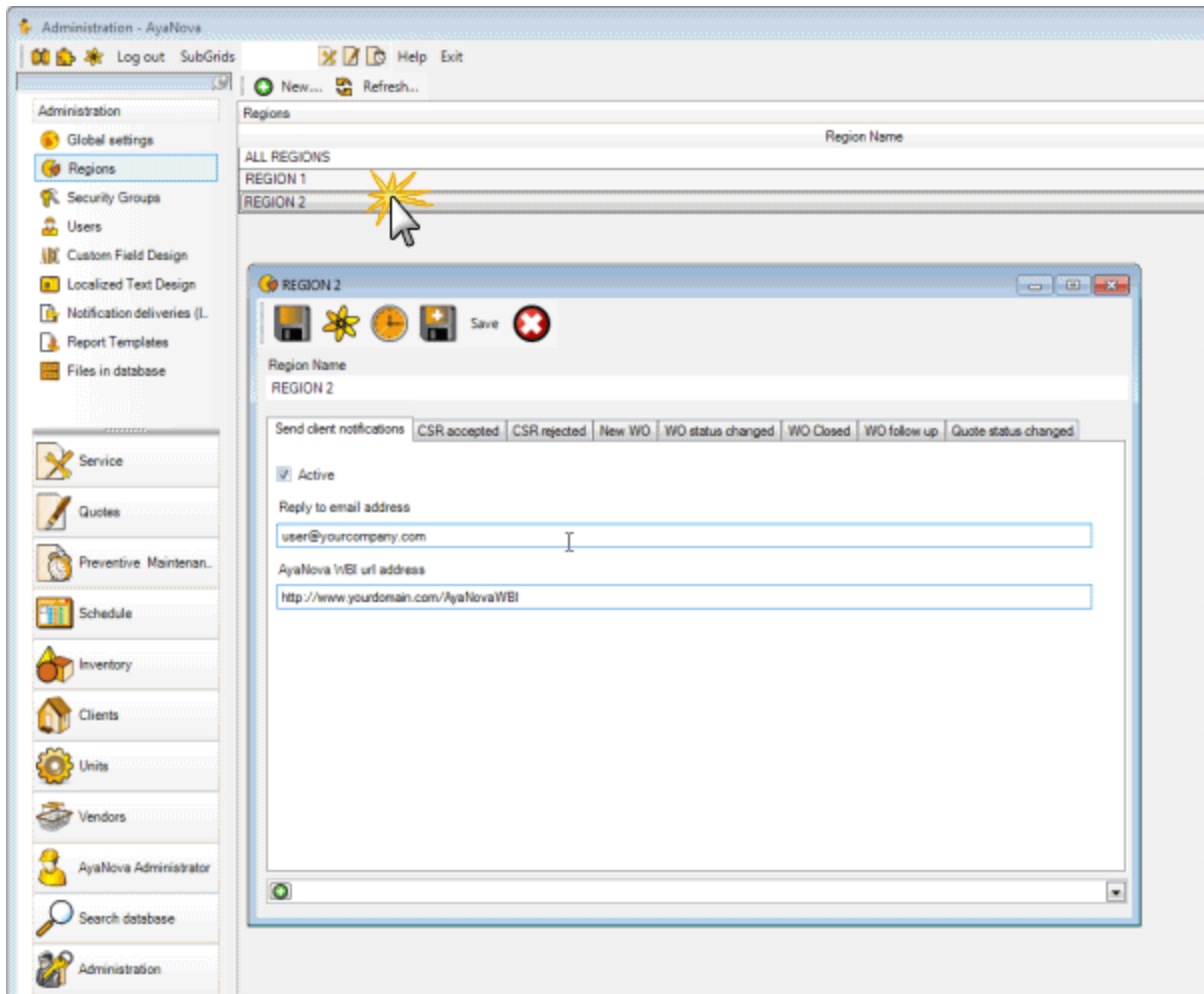 Administration - AyaNova
Log out SubGrids Help Exit
New... Refresh...
Administration
Global settings
Regions
Security Groups
Users
Custom Field Design
Localized Text Design
Notification deliveries (I..
Report Templates
Files in database
Service
Quotes
Preventive Maintenan..
Schedule
Inventory
Clients
Units
Vendors
AyaNova Administrator
Search database
Administration
Regions
Region Name
ALL REGIONS
REGION 1
REGION 2
REGION 2
Save
Region Name
REGION 2
Send client notifications CSR accepted CSR rejected New WO WO status changed WO Closed WO follow up Quote status changed
Active
Reply to email address
user@yourcompany.com
AyaNova WBI url address
http://www.yourdomain.com/AyaNovaWBI